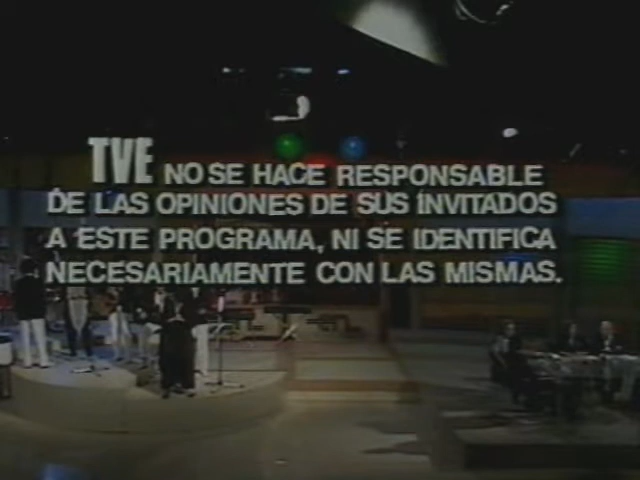 TVE NO SE HACE RESPONSABLE
DE LAS OPINIONES DE SUS INVITADOS
A ESTE PROGRAMA, NI SE IDENTIFICA
NECESARIAMENTE CON LAS MISMAS.